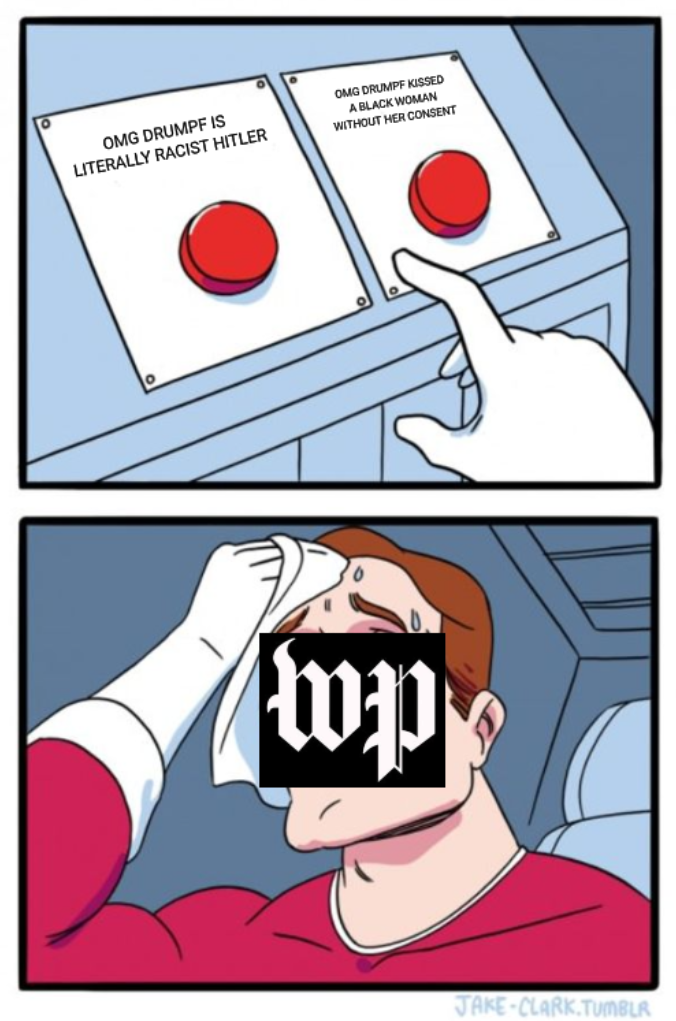 OMG DRUMPF IS
LITERALLY RACIST HITLER
OMG DRUMPF KISSED
A BLACK WOMAN
WITHOUT HER CONSENT
wp
JAKE-CLARK.TUMBLR